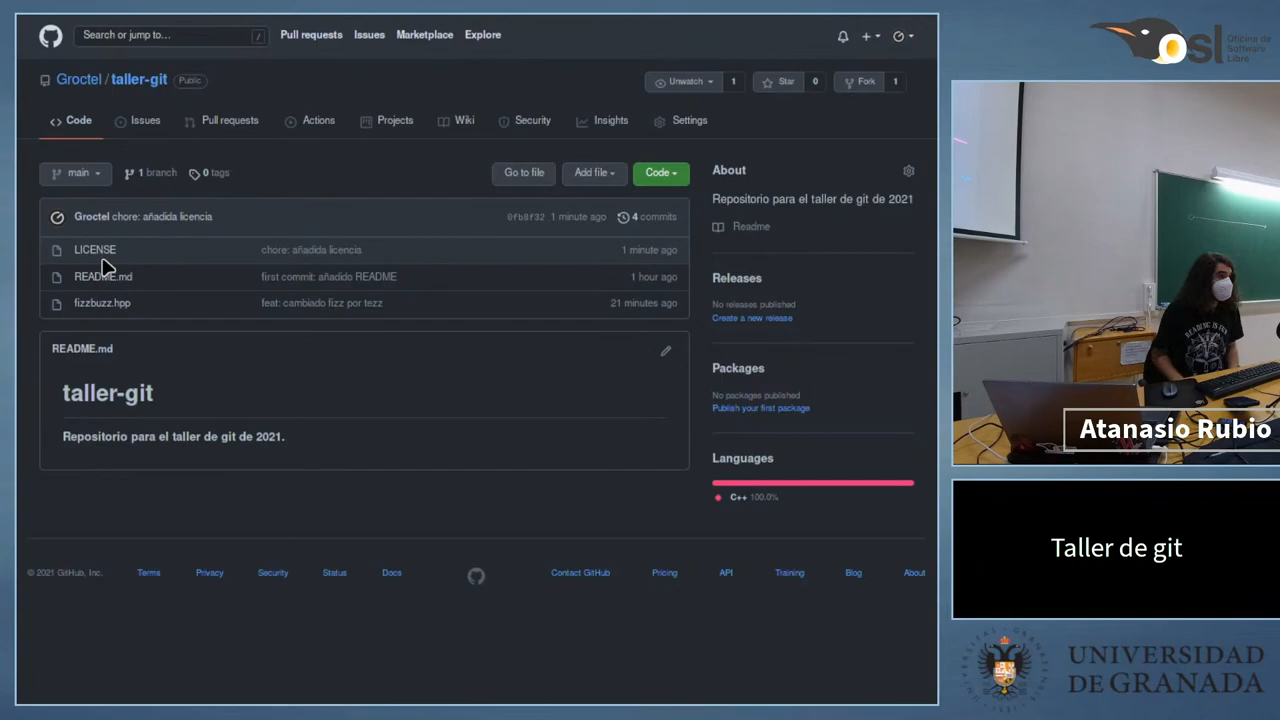 Search or jump to... /
Pull requests Issues Marketplace Explore
Groctel / taller-git Public
Unwatch 1 Star 0 Fork 1
Code Issues Pull requests Actions Projects Wiki Security Insights Settings
main 1 branch 0 tags Go to file Add file Code
Groctel chore: añadida licencia 0fb8f32 1 minute ago 4 commits
LICENSE chore: añadida licencia 1 minute ago
README.md first commit: añadido README 1 hour ago
fizzbuzz.hpp feat: cambiado fizz por tezz 21 minutes ago
README.md
taller-git
Repositorio para el taller de git de 2021.
About
Repositorio para el taller de git de 2021
Readme
Releases
No releases published
Create a new release
Packages
No packages published
Publish your first package
Languages
C++ 100.0%
© 2021 GitHub, Inc. Terms Privacy Security Status Docs Contact GitHub Pricing API Training Blog About
osl
Oficina de
Software
Libre
READING IS FUN
Atanasio Rubio
Taller de git
UNIVERSIDAD
DE GRANADA